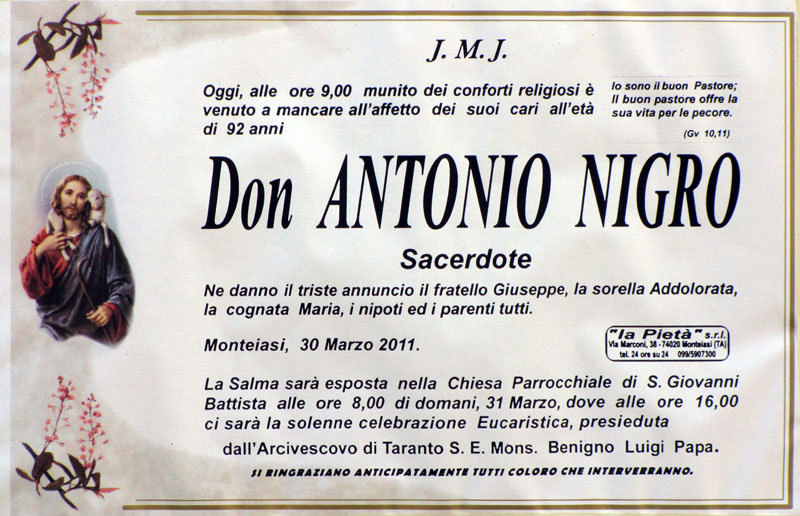 J. M. J.
Oggi, alle ore 9,00 munito dei conforti religiosi è
venuto a mancare all'affetto dei suoi cari all'età
di 92 anni
Io sono il buon Pastore;
Il buon pastore offre la
sua vita per le pecore.
(Gv 10,11)
Don ANTONIO NIGRO
Sacerdote
Ne danno il triste annuncio il fratello Giuseppe, la sorella Addolorata,
la cognata Maria, i nipoti ed i parenti tutti.
Monteiasi, 30 Marzo 2011.
"la Pietà" s.r.l.
Via Marconi, 38 -74020 Monteiasi (TA)
tel. 24 ore su 24 099/5907300
La Salma sarà esposta nella Chiesa Parrocchiale di S. Giovanni
Battista alle ore 8,00 di domani, 31 Marzo, dove alle ore 16,00
ci sarà la solenne celebrazione Eucaristica, presieduta
dall'Arcivescovo di Taranto S. E. Mons. Benigno Luigi Papa.
SI RINGRAZIANO ANTICIPATAMENTE TUTTI COLORO CHE INTERVERRANNO.